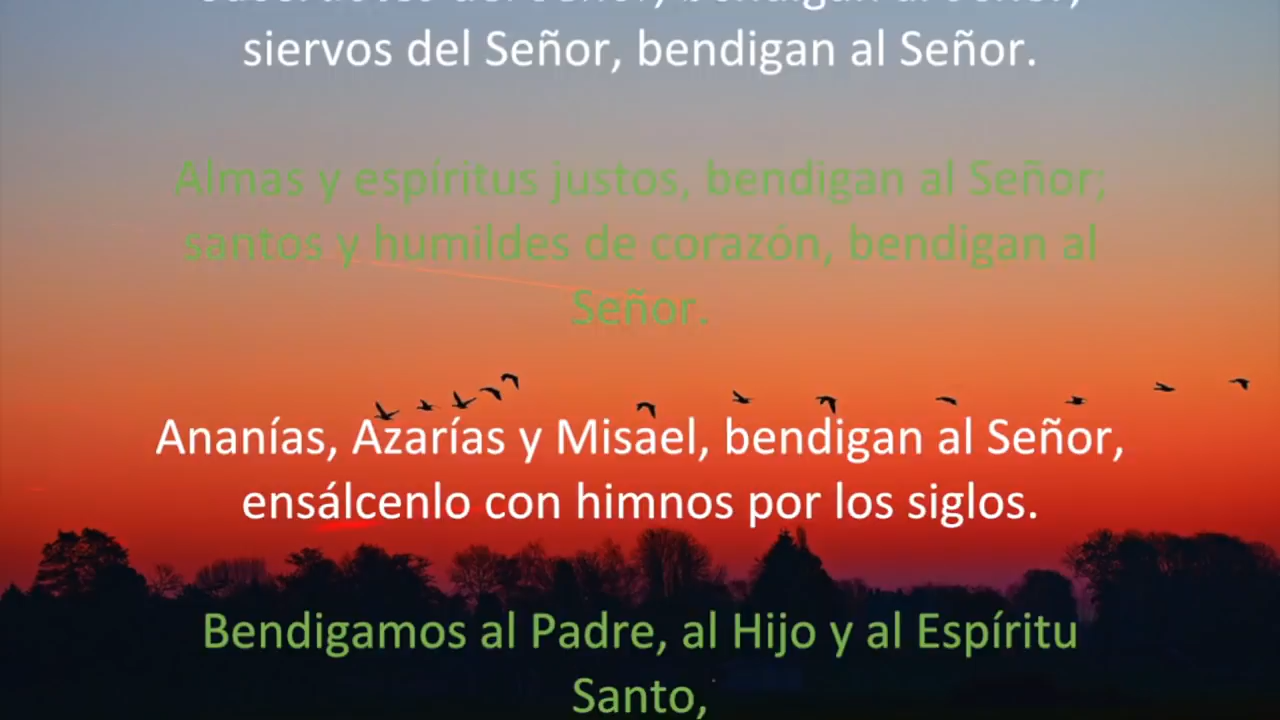 siervos del Señor, bendigan al Señor.
Almas y espíritus justos, bendigan al Señor;
santos y humildes de corazón, bendigan al
Señor.
Ananías, Azarías y Misael, bendigan al Señor,
ensálcenlo con himnos por los siglos.
Bendigamos al Padre, al Hijo y al Espíritu
Santo,